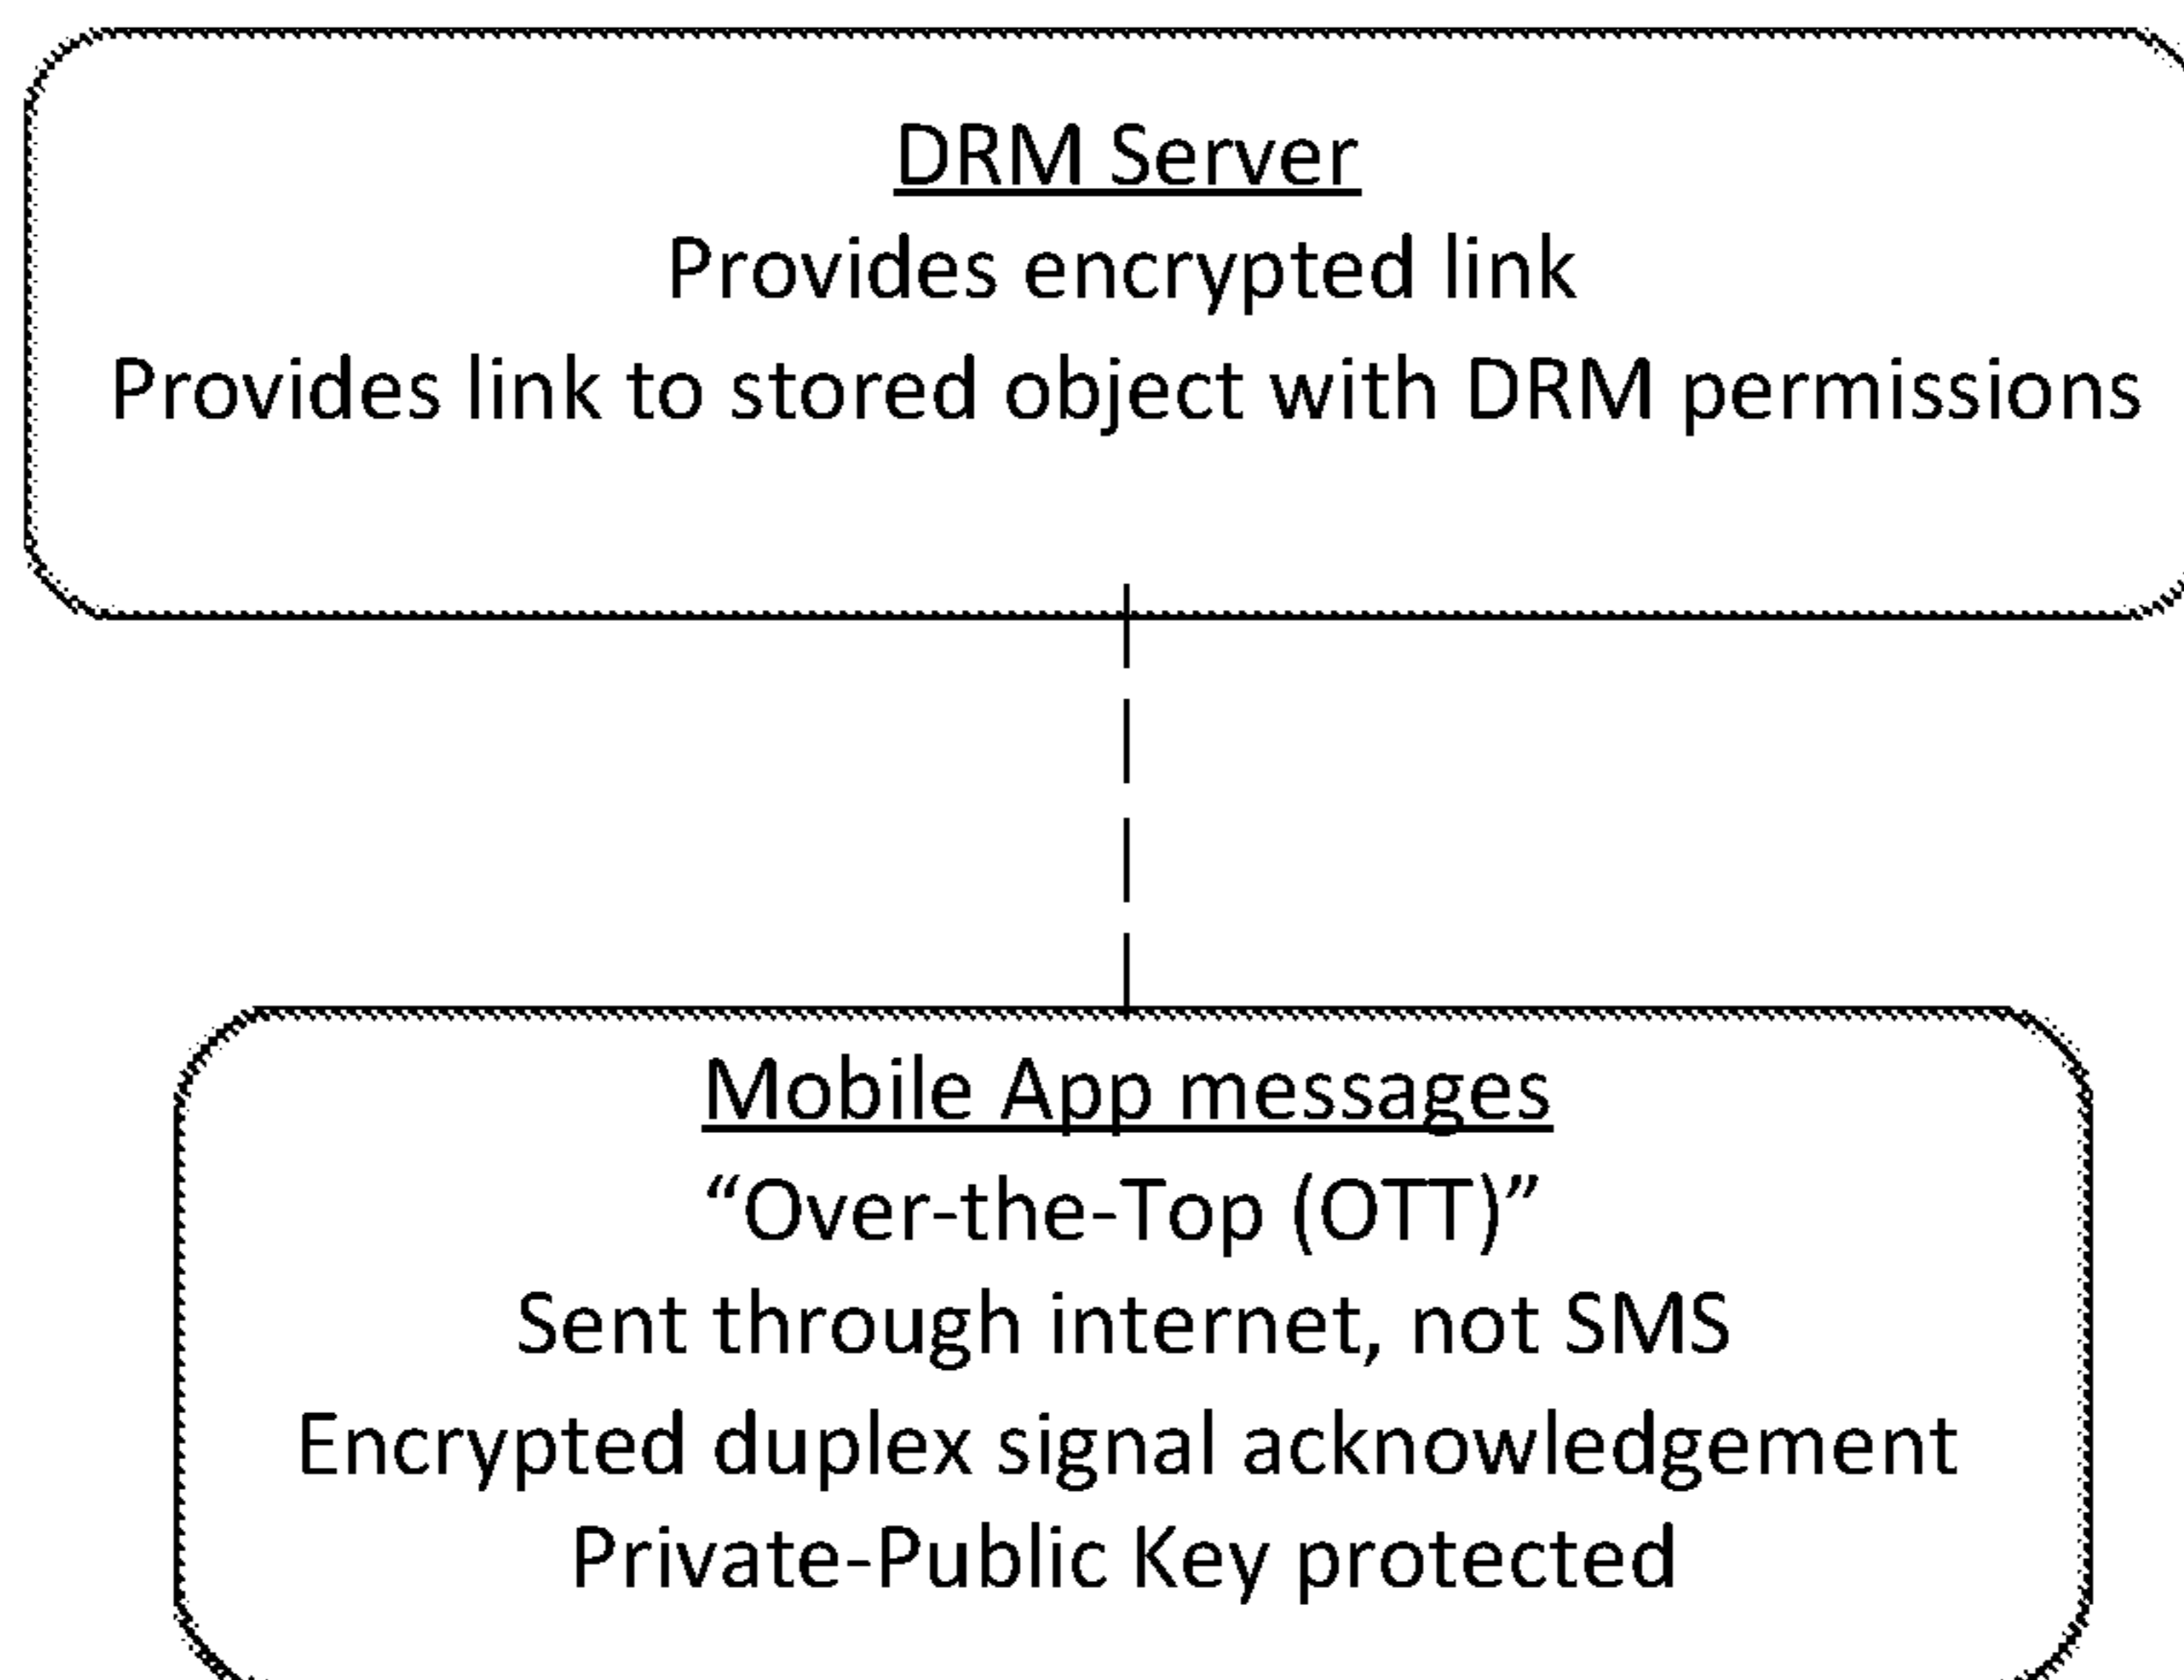 DRM Server
Provides encrypted link
Provides link to stored object with DRM permissions
Mobile App messages
“Over-the-Top (OTT)”
Sent through internet, not SMS
Encrypted duplex signal acknowledgement
Private-Public Key protected